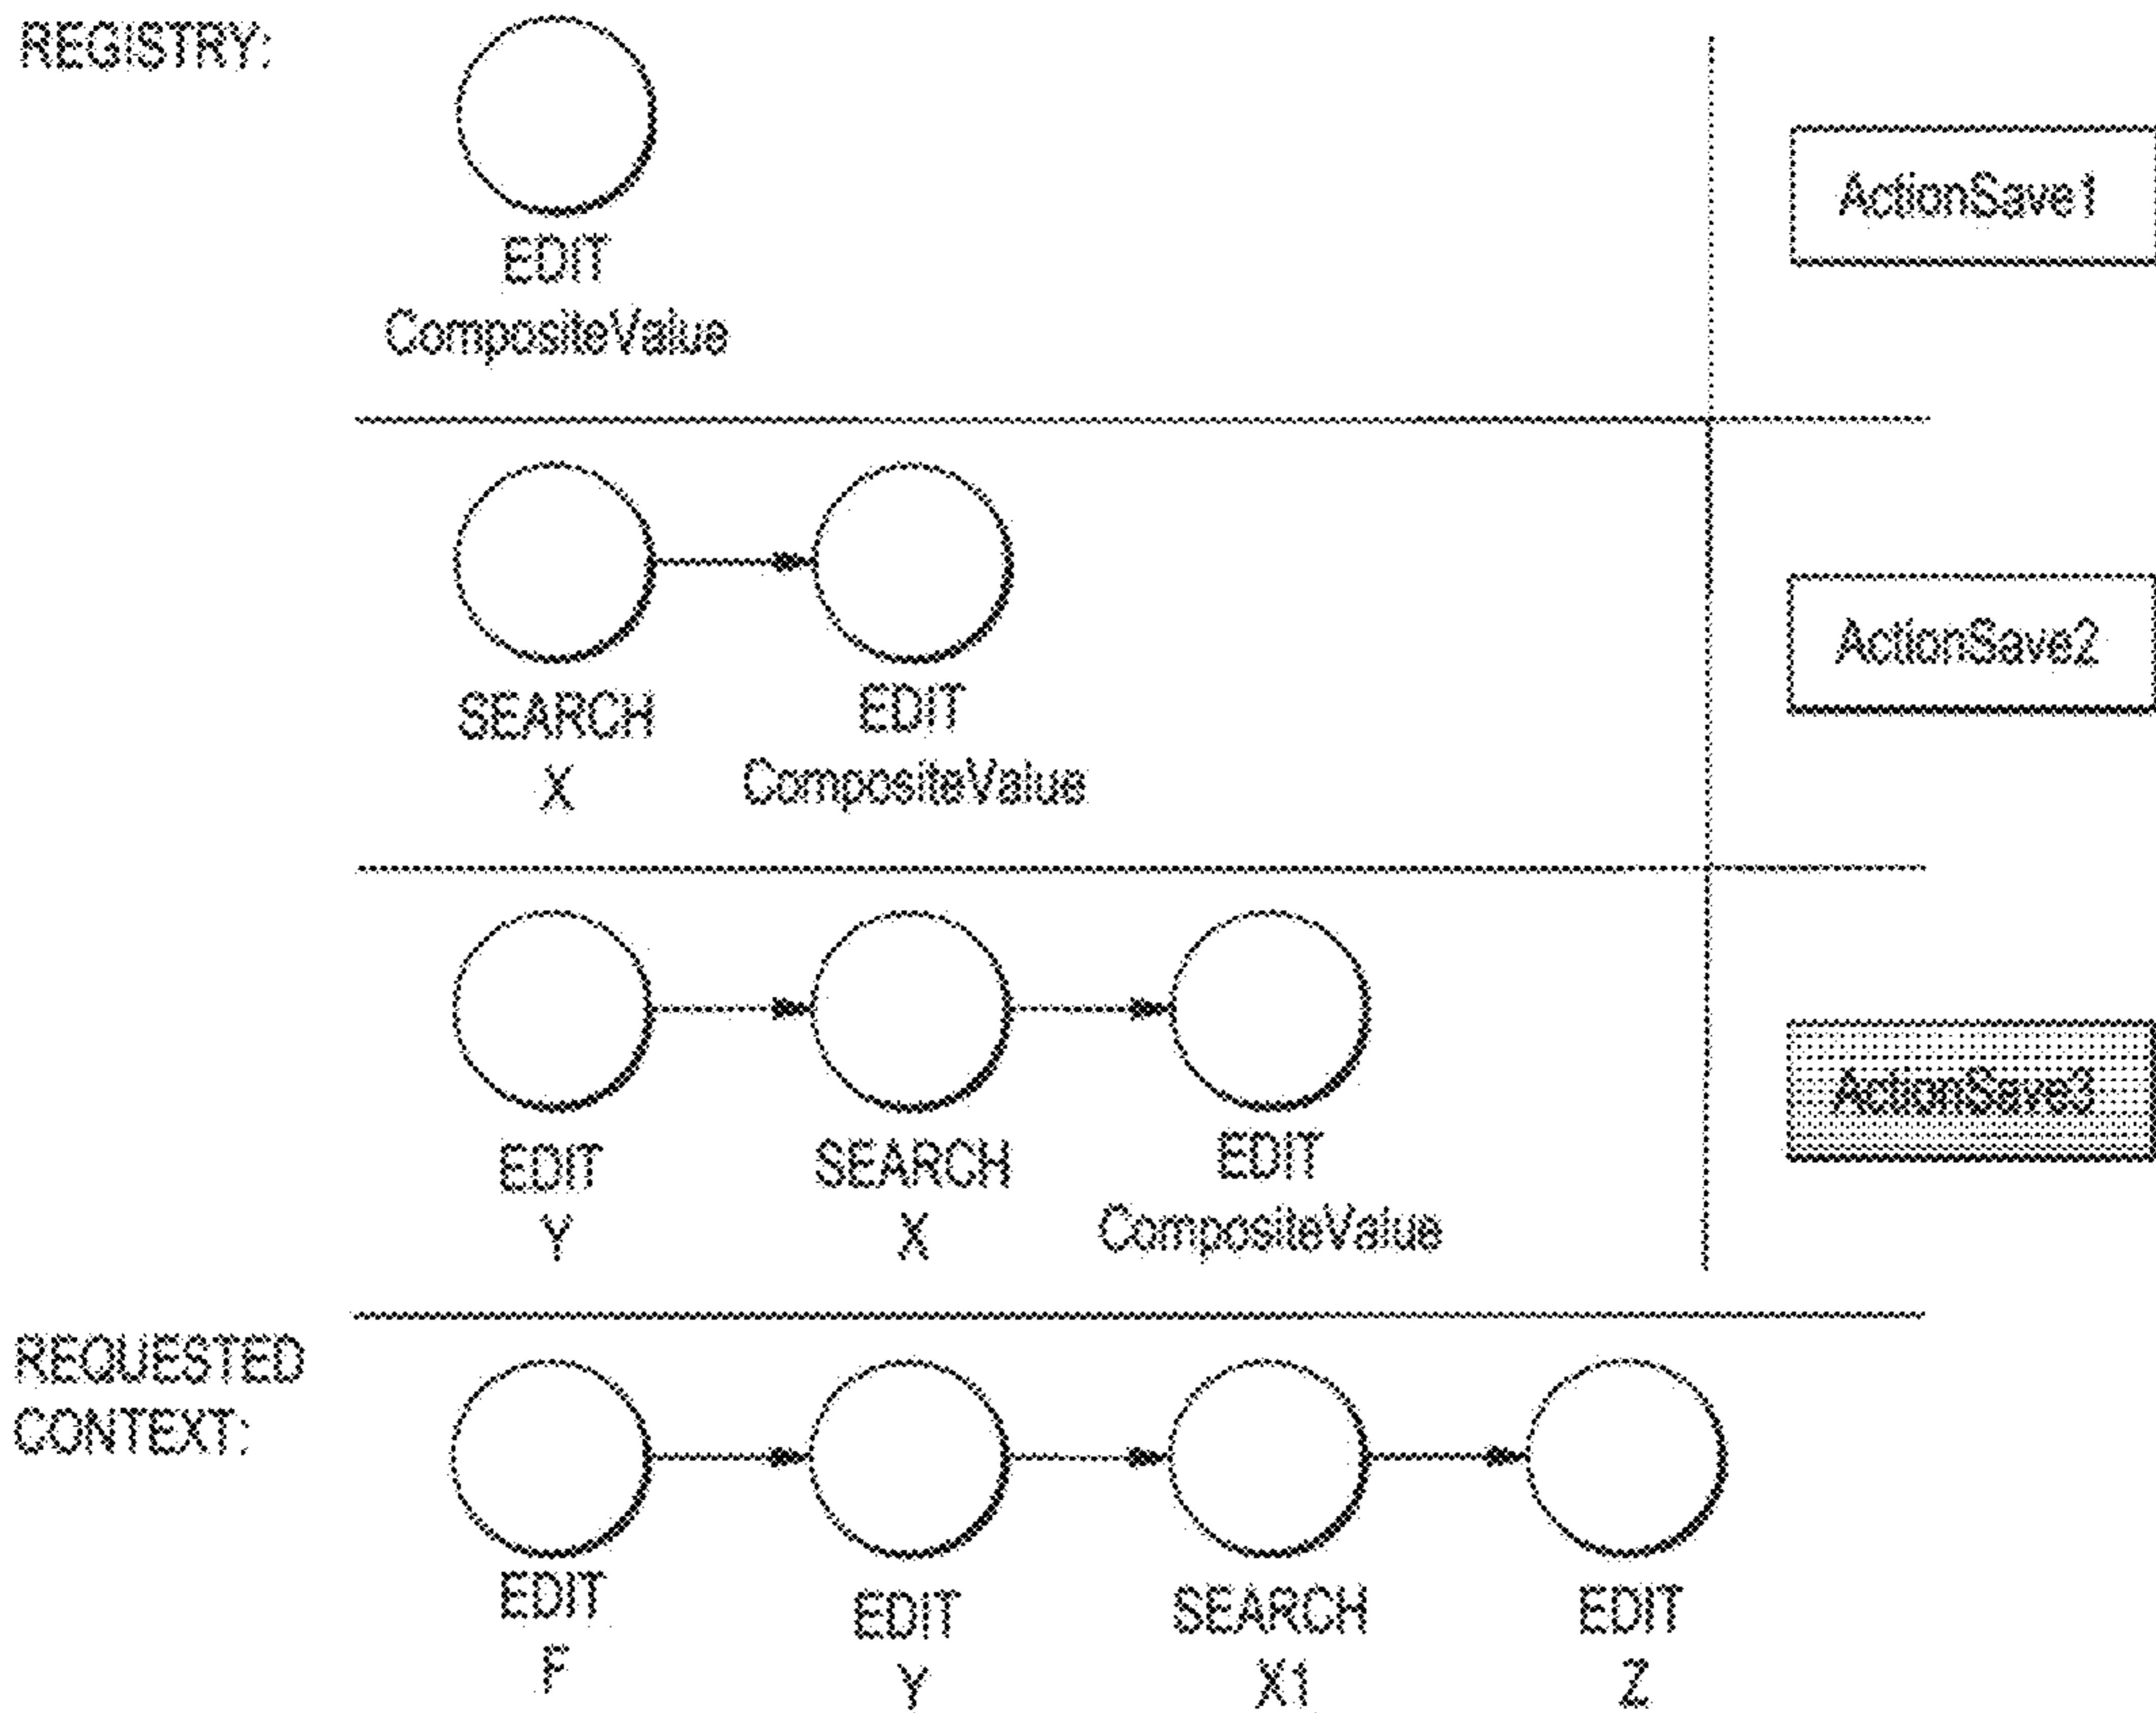 REGISTRY:
EDIT
CompositeValue
ActionSave1
SEARCH
X
EDIT
CompositeValue
ActionSave2
EDIT
Y
SEARCH
X
EDIT
CompositeValue
ActionSave3
REQUESTED
CONTEXT:
EDIT
F
EDIT
Y
SEARCH
X1
EDIT
Z